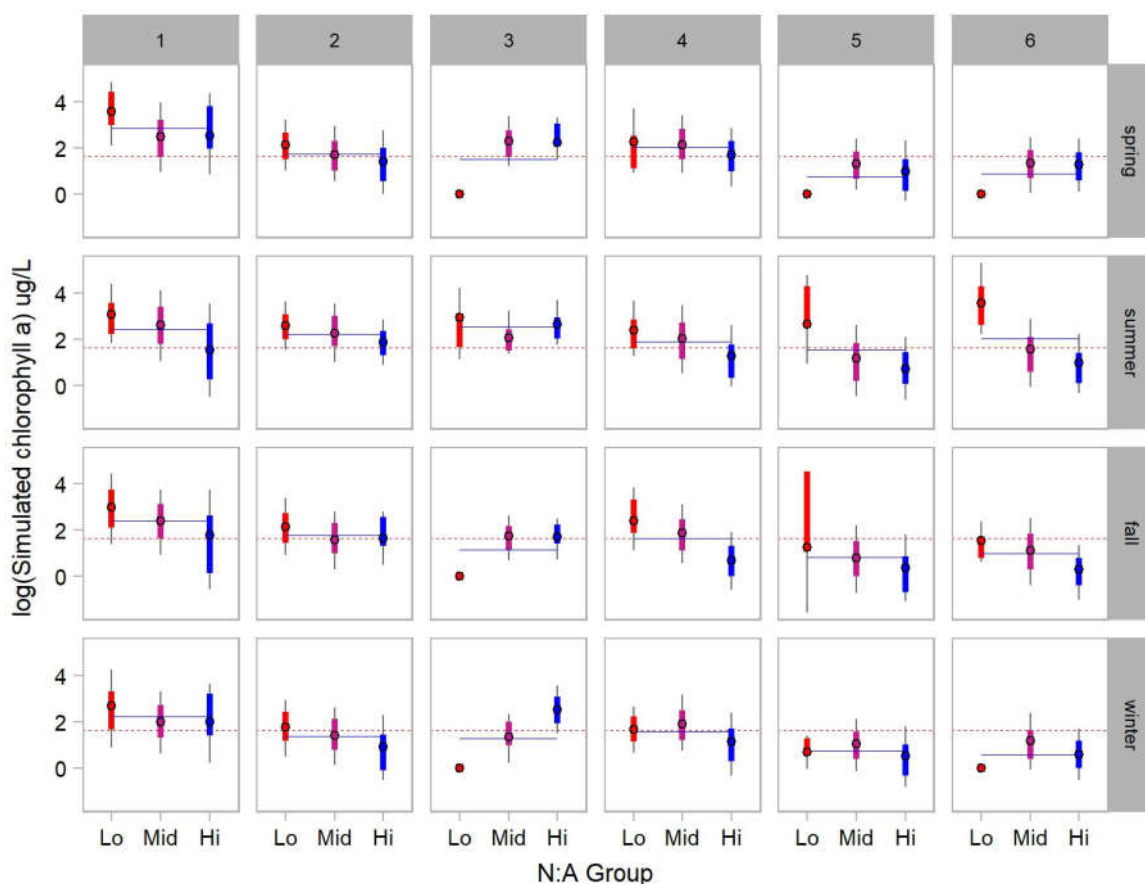 1 2 3 4 5 6
4
2
0
spring
4
2
0
summer
4
2
0
fall
4
2
0
winter
log(Simulated chlorophyll a) ug/L
Lo Mid Hi Lo Mid Hi Lo Mid Hi Lo Mid Hi Lo Mid Hi Lo Mid Hi
N:A Group